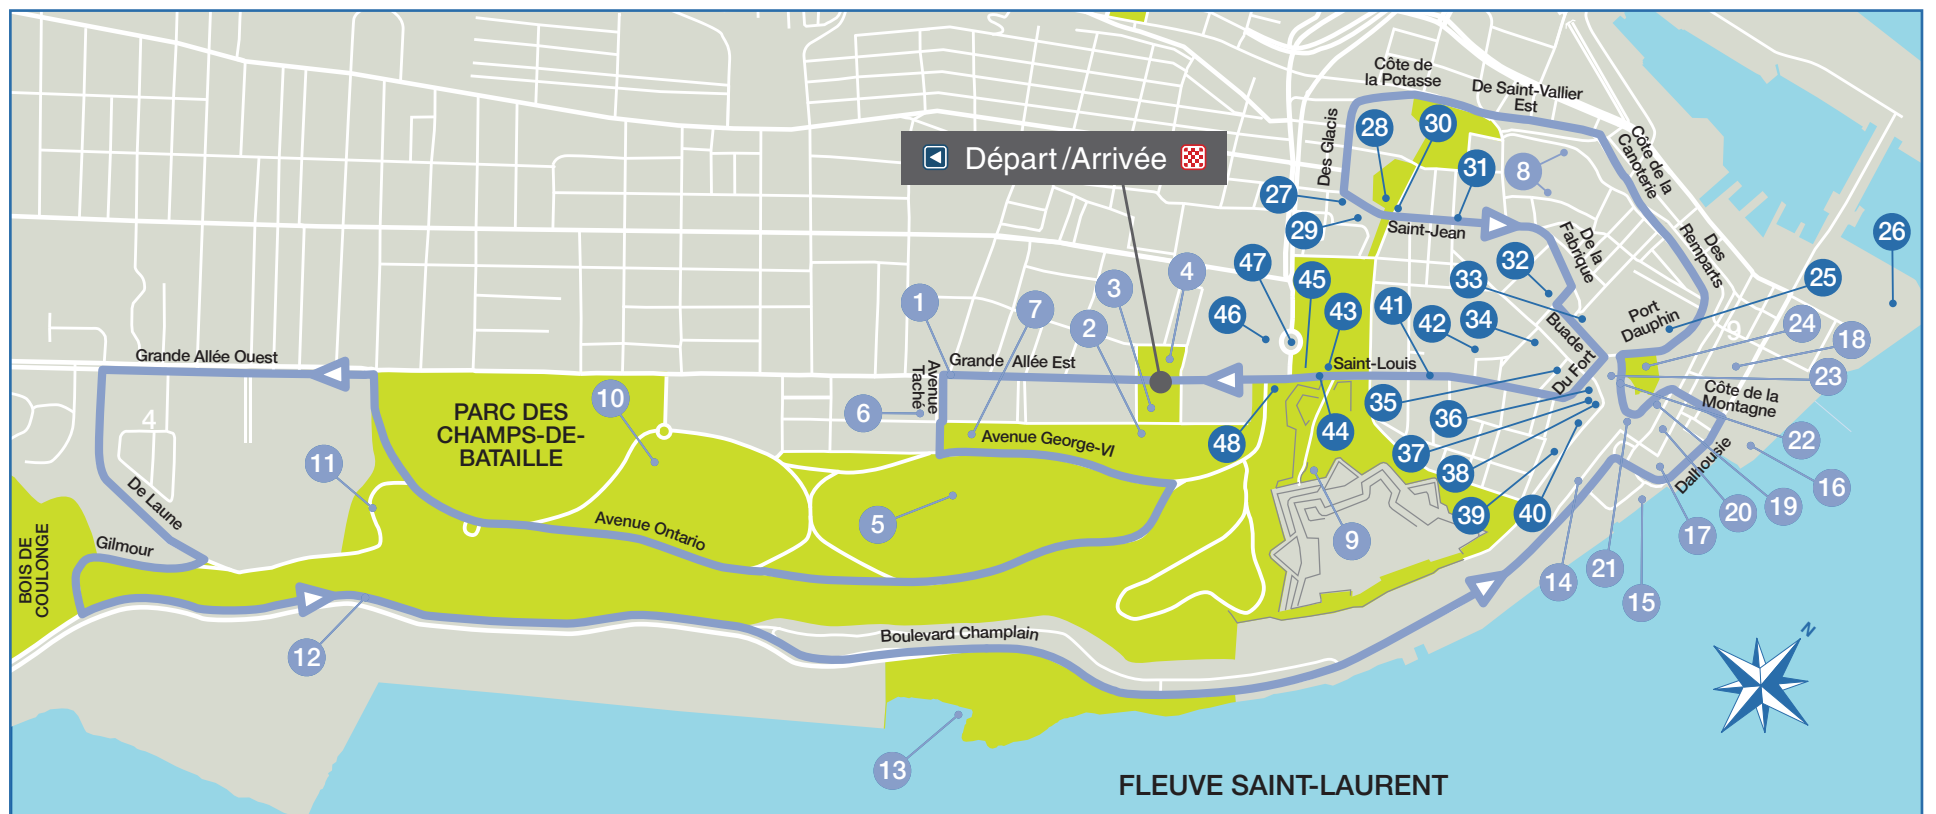 Côte de
la Potasse
De Saint-Vallier
Est
Des Glacis
28
30
Départ/Arrivée
31
8
Côte de la
Canoterie
27
29
Saint-Jean
De la
Fabrique
Des
Remparts
26
47
45
32
33
25
4
3
1
7
2
46
43
41
42
34
Buade
Port
Dauphin
24
9
18
Grande Allée Ouest
Avenue
Taché
Grande Allée Est
Saint-Louis
Du Fort
23
4
PARC DES
CHAMPS-DE-
BATAILLE
10
6
35
36
Côte de la
Montagne
48
44
37
22
Avenue George-VI
11
38
Dalhousie
16
De Laune
5
Avenue Ontario
39
40
20
19
17
BOIS DE
COULONGE
Gilmour
9
14
21
15
12
Boulevard Champlain
N
13
FLEUVE SAINT-LAURENT